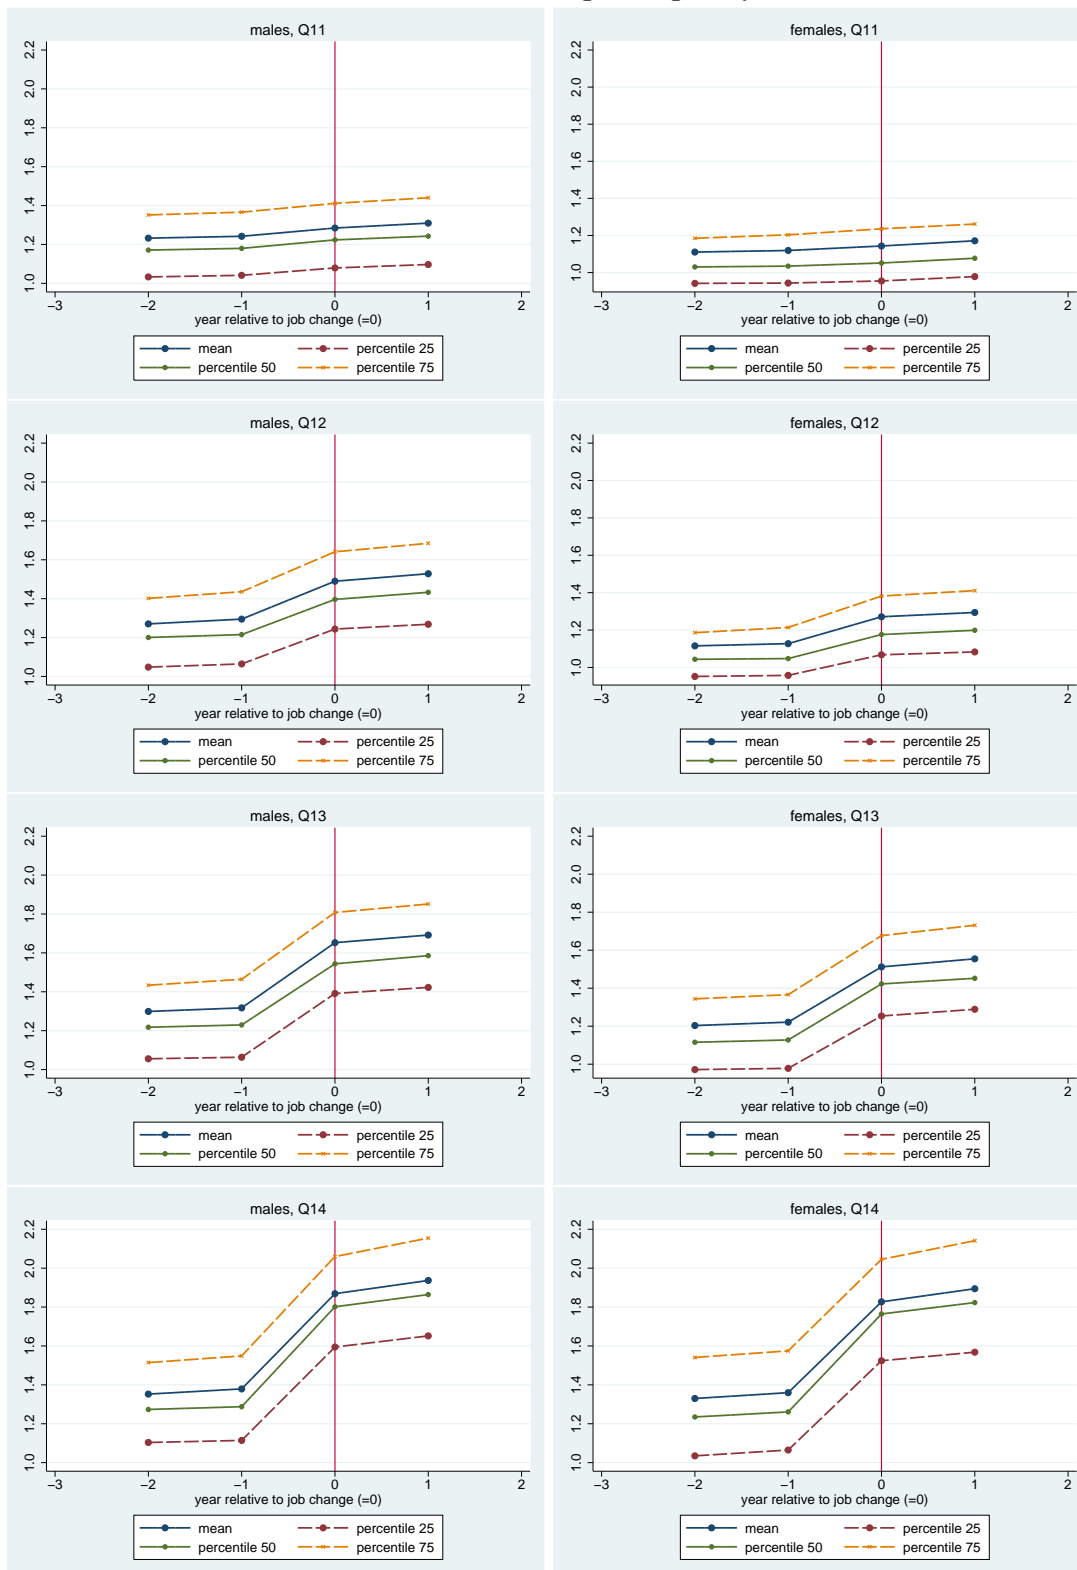 males, Q11
2.2
2.0
1.8
1.6
1.4
1.2
1.0
−3 −2 −1 0 1 2
year relative to job change (=0)
mean percentile 25
percentile 50 percentile 75
females, Q11
2.2
2.0
1.8
1.6
1.4
1.2
1.0
−3 −2 −1 0 1 2
year relative to job change (=0)
mean percentile 25
percentile 50 percentile 75
males, Q12
2.2
2.0
1.8
1.6
1.4
1.2
1.0
−3 −2 −1 0 1 2
year relative to job change (=0)
mean percentile 25
percentile 50 percentile 75
females, Q12
2.2
2.0
1.8
1.6
1.4
1.2
1.0
−3 −2 −1 0 1 2
year relative to job change (=0)
mean percentile 25
percentile 50 percentile 75
males, Q13
2.2
2.0
1.8
1.6
1.4
1.2
1.0
−3 −2 −1 0 1 2
year relative to job change (=0)
mean percentile 25
percentile 50 percentile 75
females, Q13
2.2
2.0
1.8
1.6
1.4
1.2
1.0
−3 −2 −1 0 1 2
year relative to job change (=0)
mean percentile 25
percentile 50 percentile 75
males, Q14
2.2
2.0
1.8
1.6
1.4
1.2
1.0
−3 −2 −1 0 1 2
year relative to job change (=0)
mean percentile 25
percentile 50 percentile 75
females, Q14
2.2
2.0
1.8
1.6
1.4
1.2
1.0
−3 −2 −1 0 1 2
year relative to job change (=0)
mean percentile 25
percentile 50 percentile 75